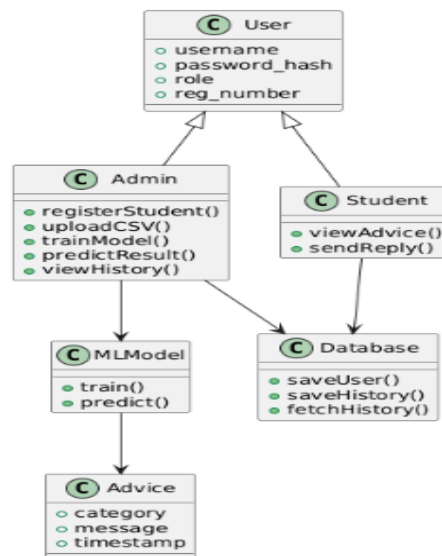 C User
username
password_hash
role
reg_number
C Admin
registerStudent()
uploadCSV()
trainModel()
predictResult()
viewHistory()
C Student
viewAdvice()
sendReply()
C MLModel
train()
predict()
C Database
saveUser()
saveHistory()
fetchHistory()
C Advice
category
message
timestamp